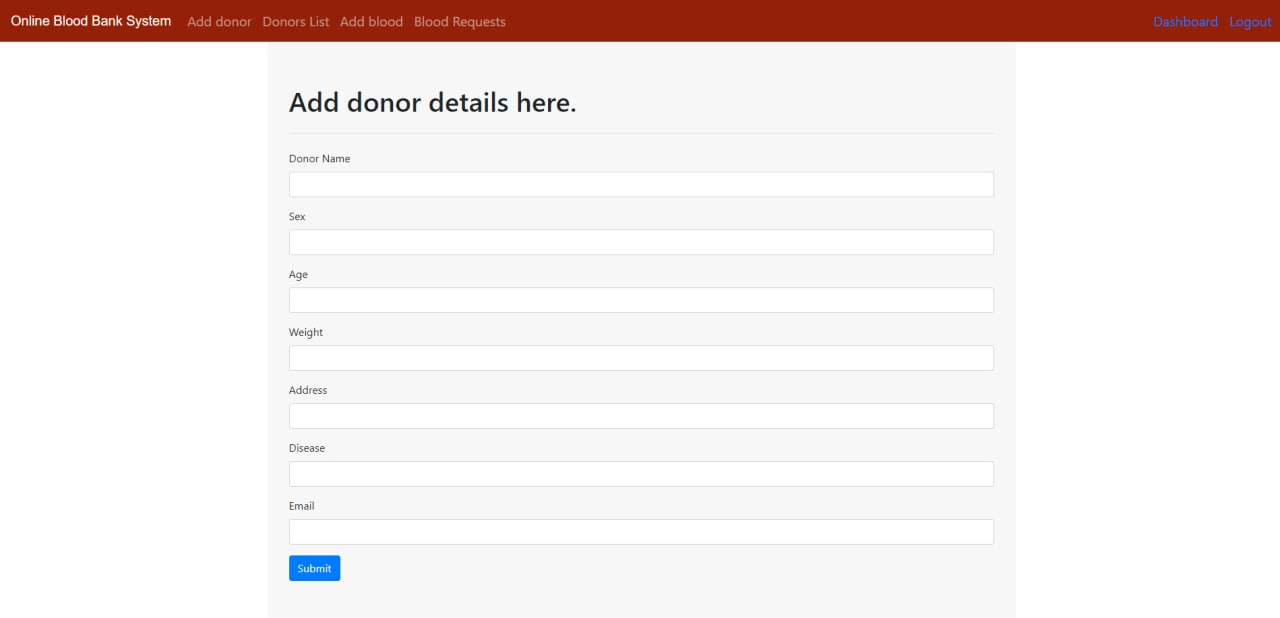 Online Blood Bank System Add donor Donors List Add blood Blood Requests Dashboard Logout
Add donor details here.
Donor Name
Sex
Age
Weight
Address
Disease
Email
Submit